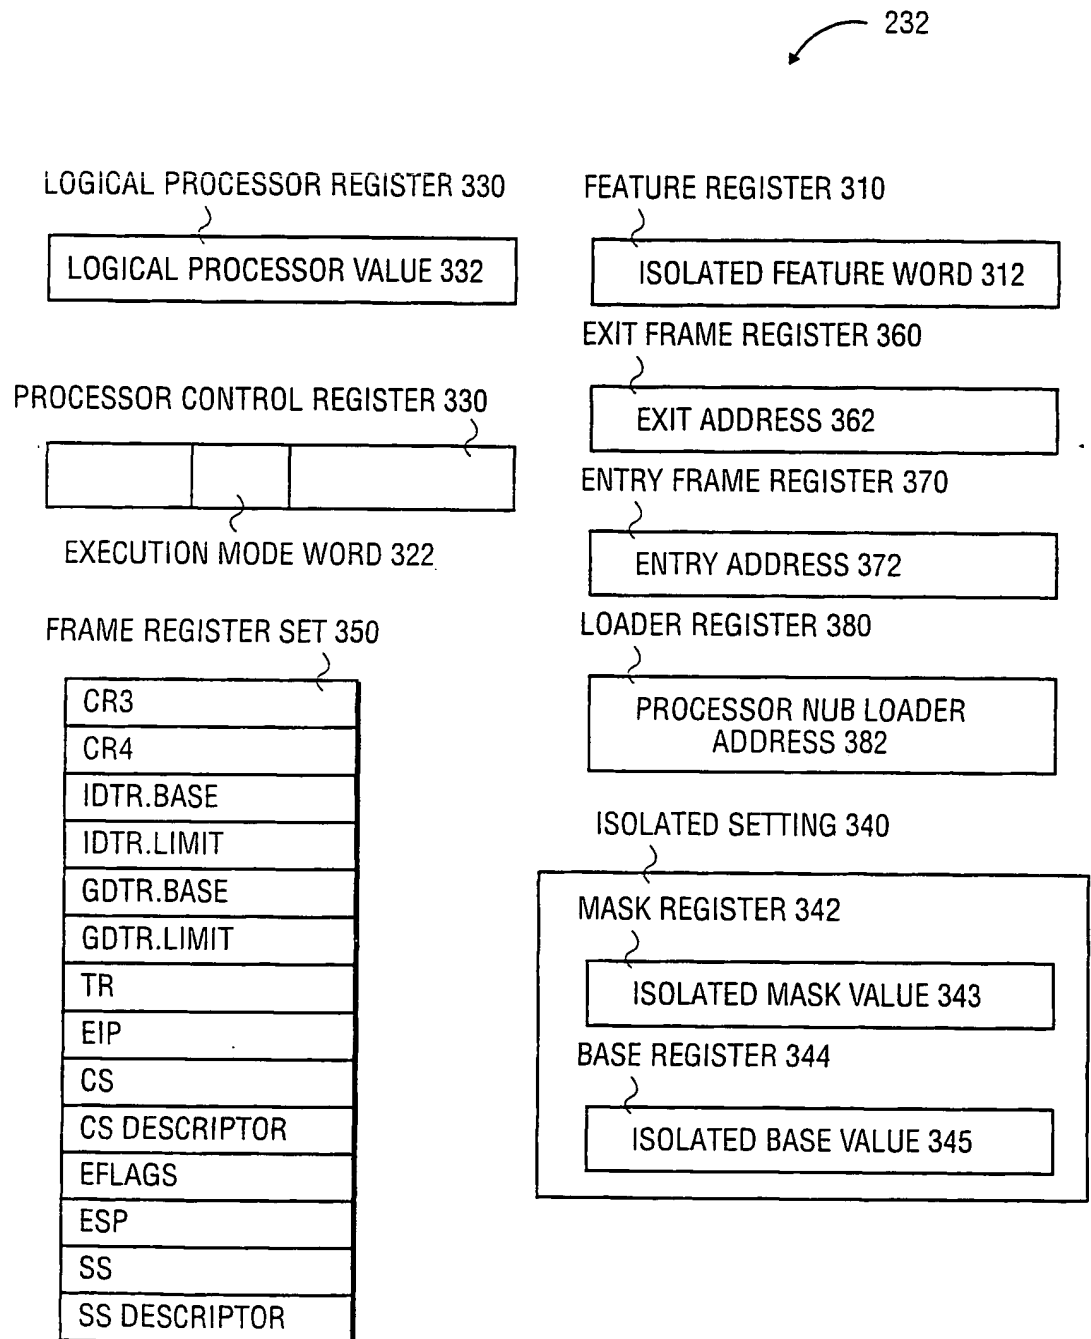 232
LOGICAL PROCESSOR REGISTER 330
LOGICAL PROCESSOR VALUE 332
PROCESSOR CONTROL REGISTER 330
EXECUTION MODE WORD 322
FRAME REGISTER SET 350
CR3
CR4
IDTR.BASE
IDTR.LIMIT
GDTR.BASE
GDTR.LIMIT
TR
EIP
CS
CS DESCRIPTOR
EFLAGS
ESP
SS
SS DESCRIPTOR
FEATURE REGISTER 310
ISOLATED FEATURE WORD 312
EXIT FRAME REGISTER 360
EXIT ADDRESS 362
ENTRY FRAME REGISTER 370
ENTRY ADDRESS 372
LOADER REGISTER 380
PROCESSOR NUB LOADER
ADDRESS 382
ISOLATED SETTING 340
MASK REGISTER 342
ISOLATED MASK VALUE 343
BASE REGISTER 344
ISOLATED BASE VALUE 345